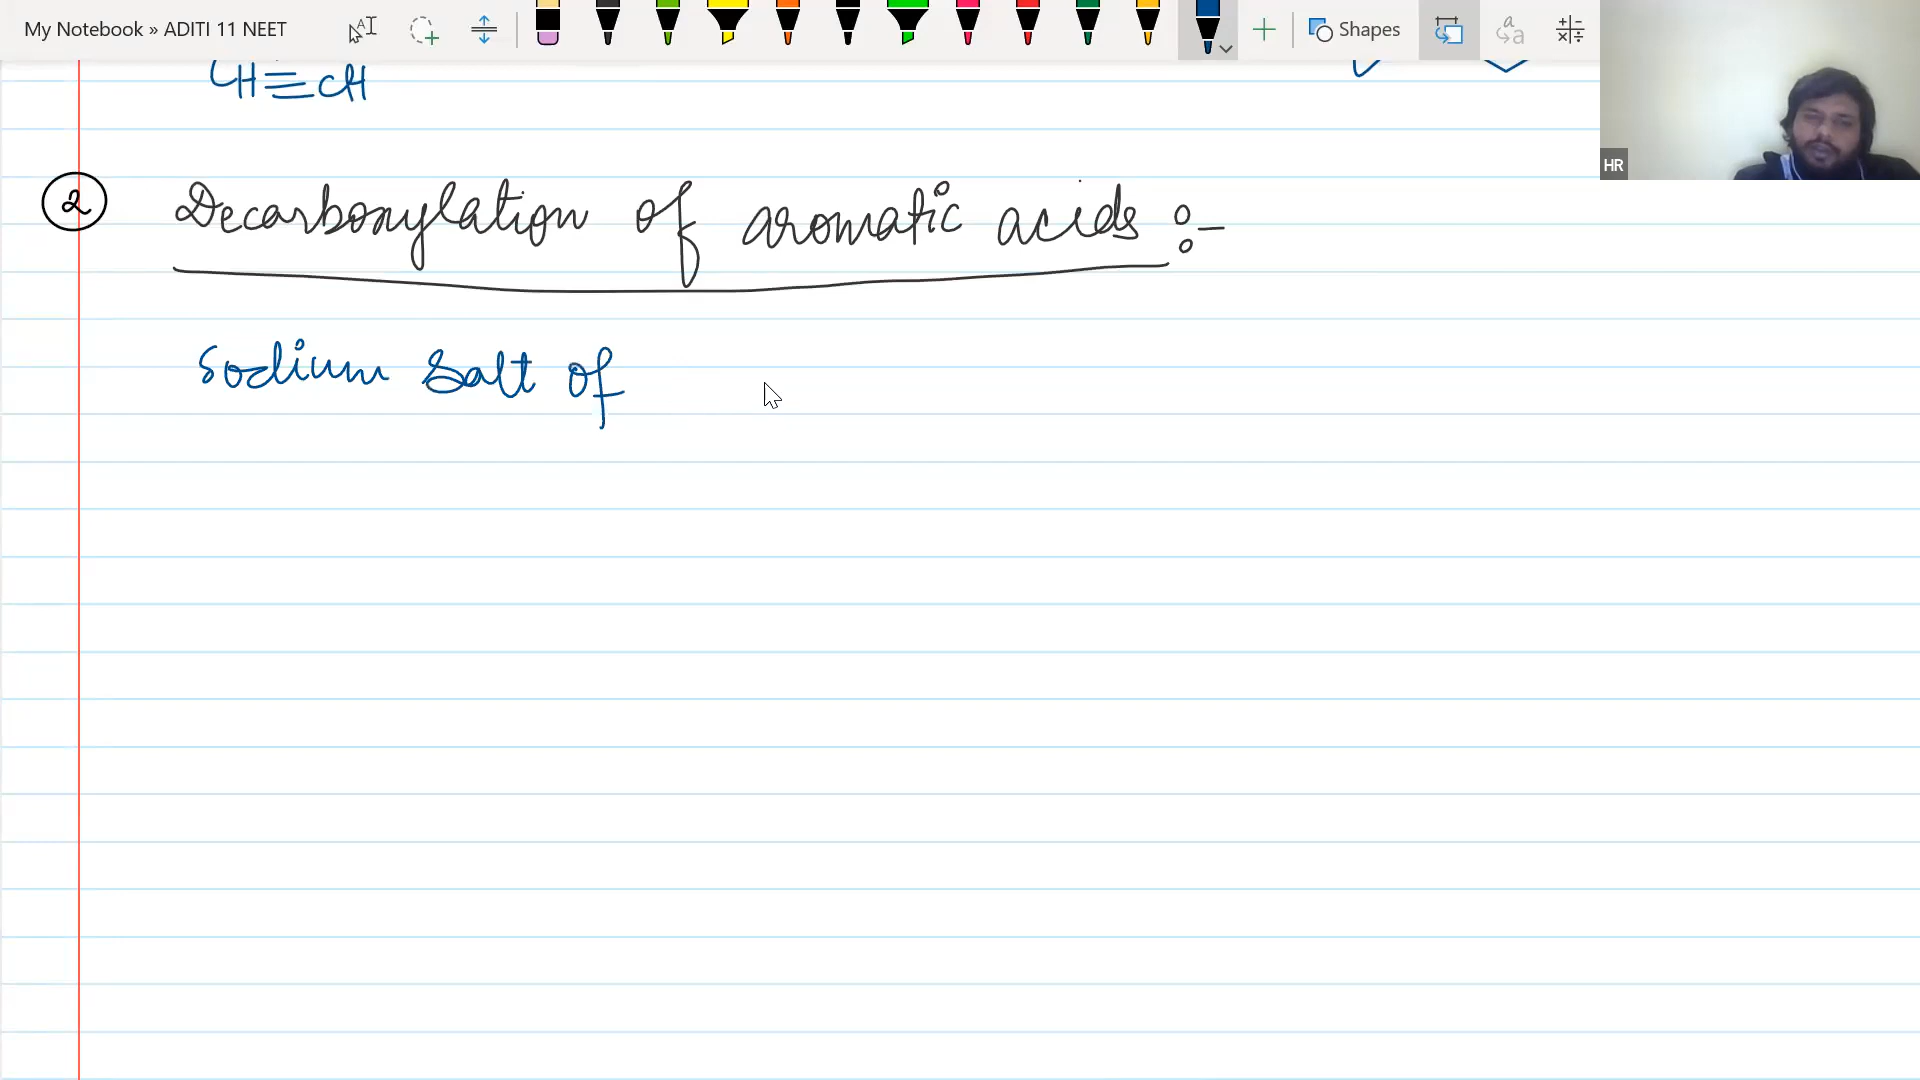 My Notebook » ADITI 11 NEET
Shapes
HR
CH≡CH
② Decarboxylation of aromatic acids :-
Sodium Salt of